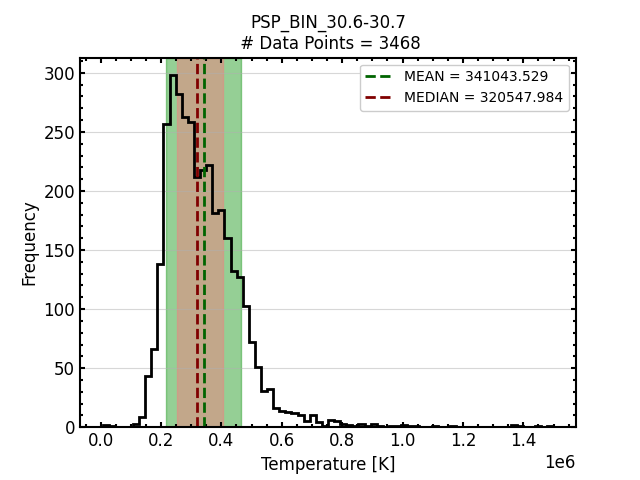 PSP_BIN_30.6-30.7
# Data Points = 3468
MEAN = 341043.529
MEDIAN = 320547.984
Frequency
300
250
200
150
100
50
0
0.0 0.2 0.4 0.6 0.8 1.0 1.2 1.4
1e6
Temperature [K]